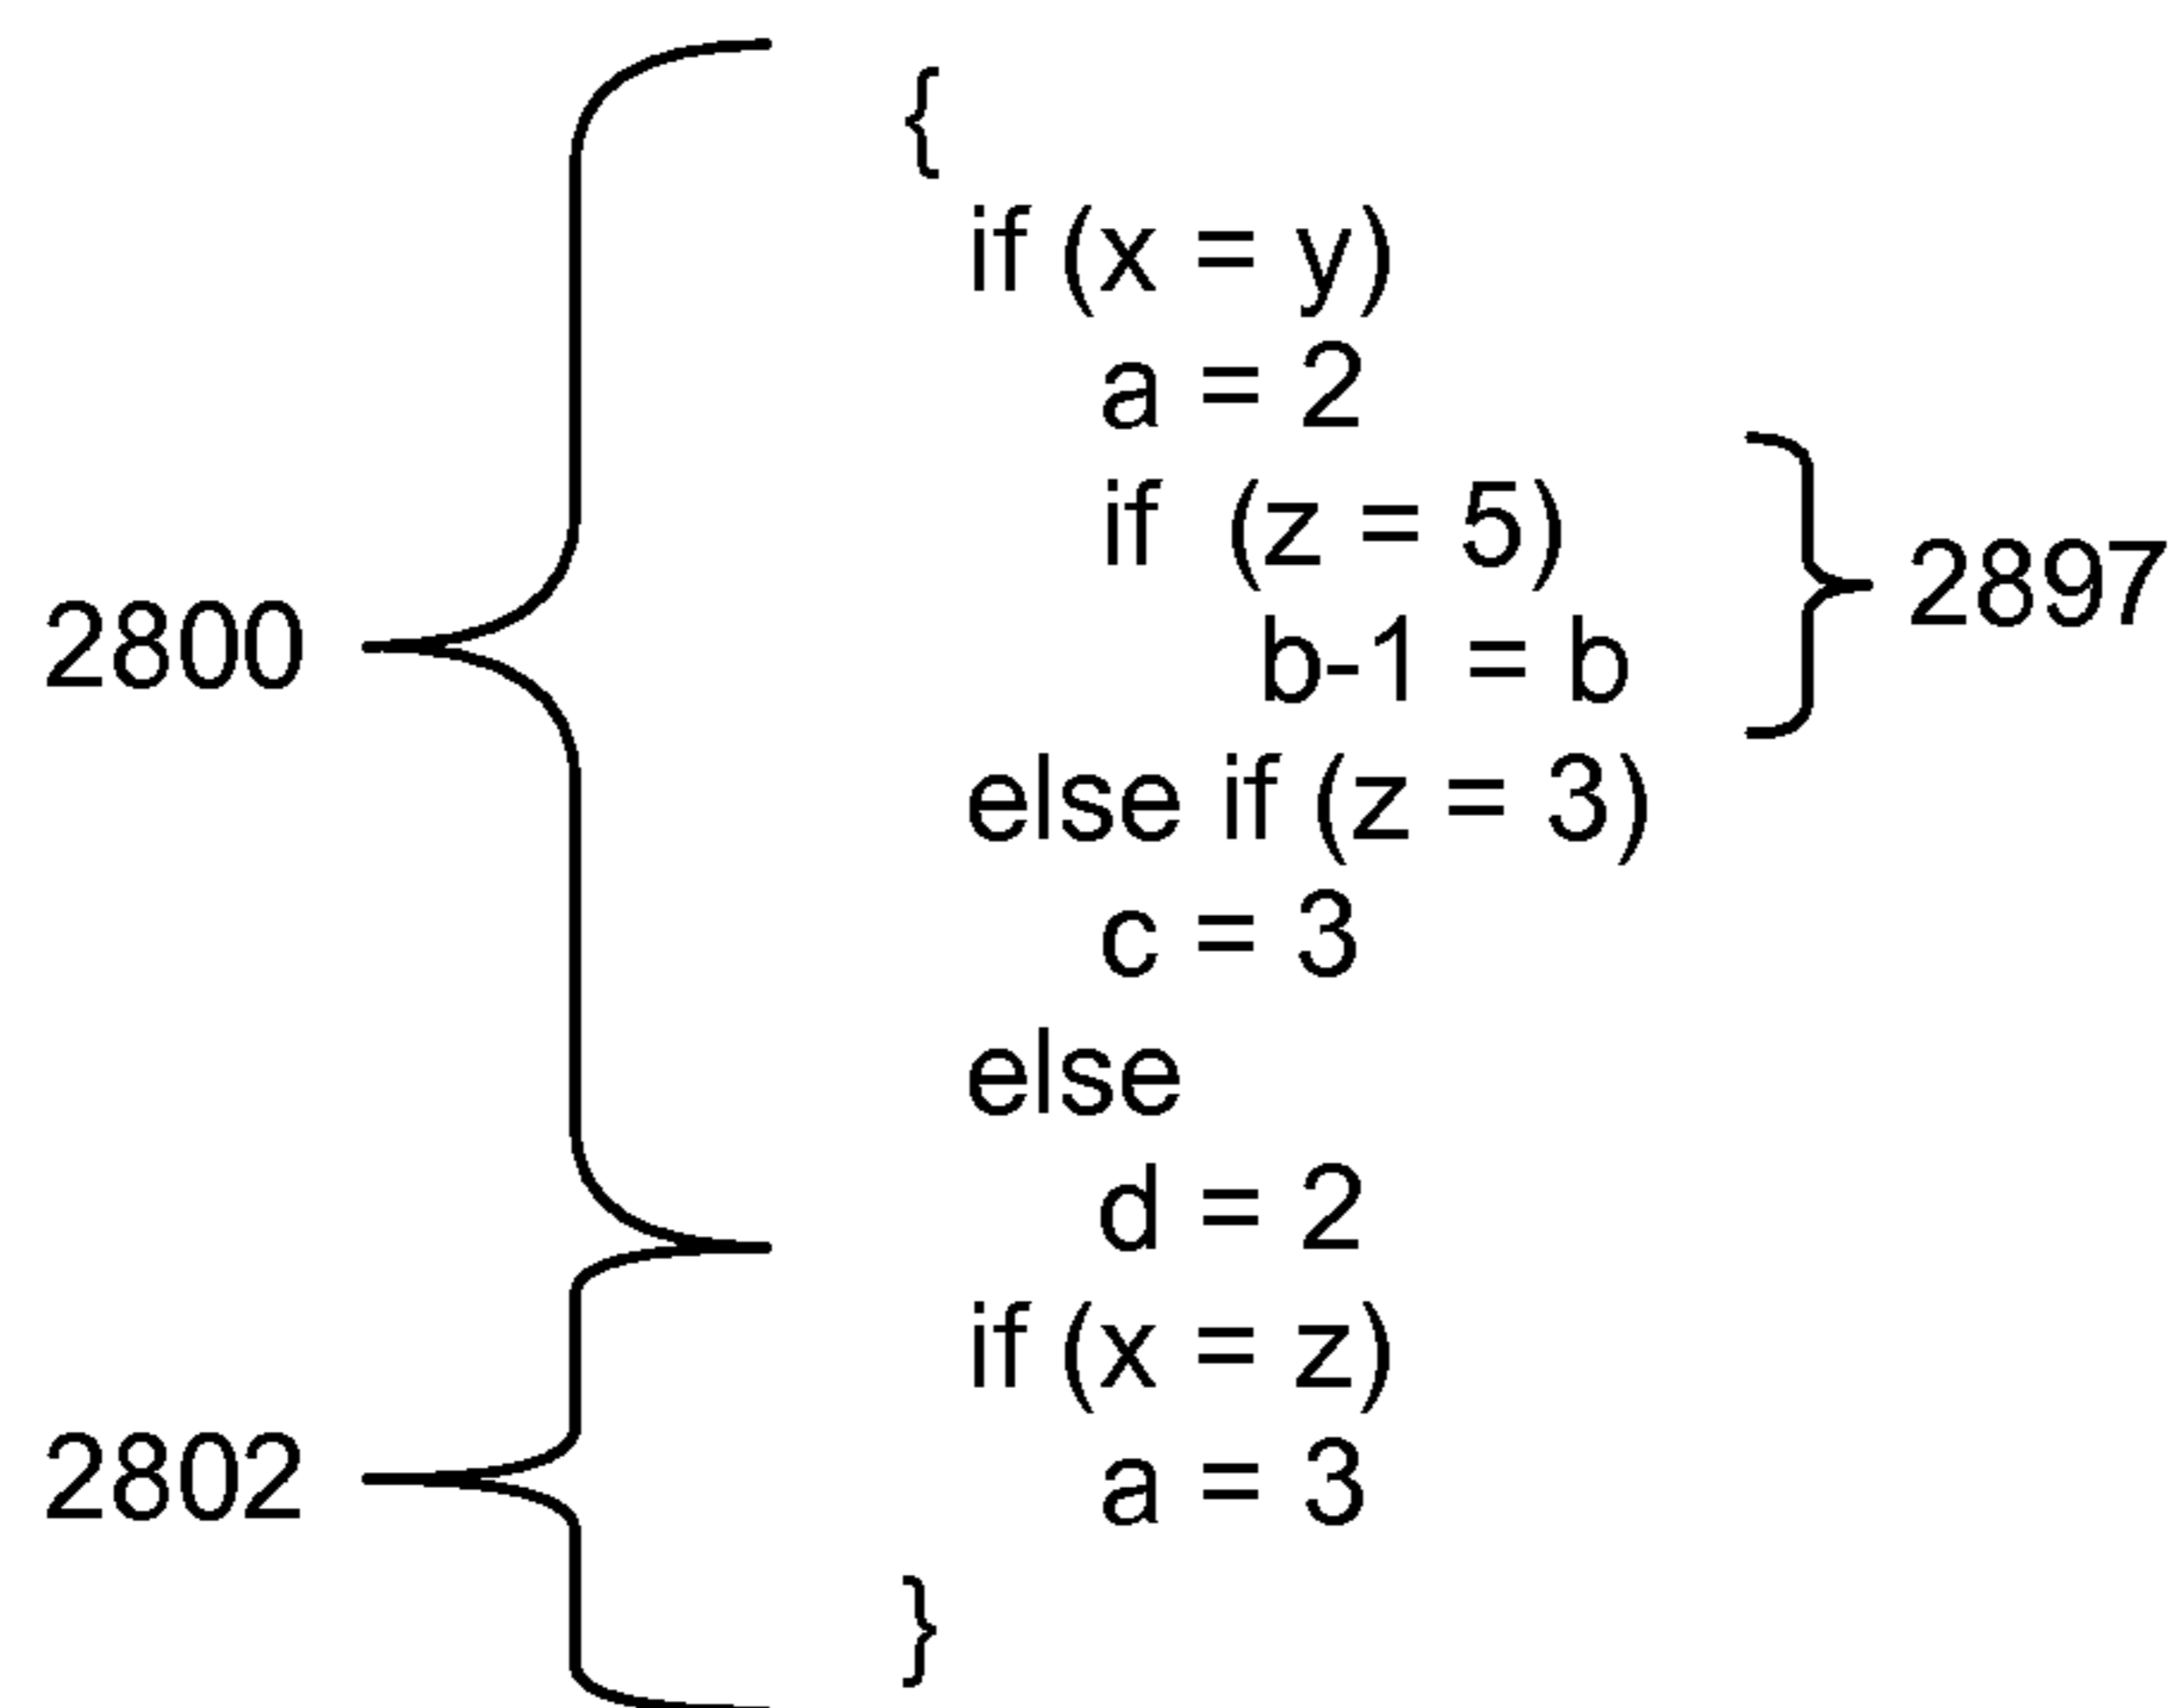 {
if (x = y)
a = 2
if (z = 5)
2897
b-1 = b
2800
else if (z = 3)
c = 3
else
d = 2
if (x = z)
a = 3
2802
}